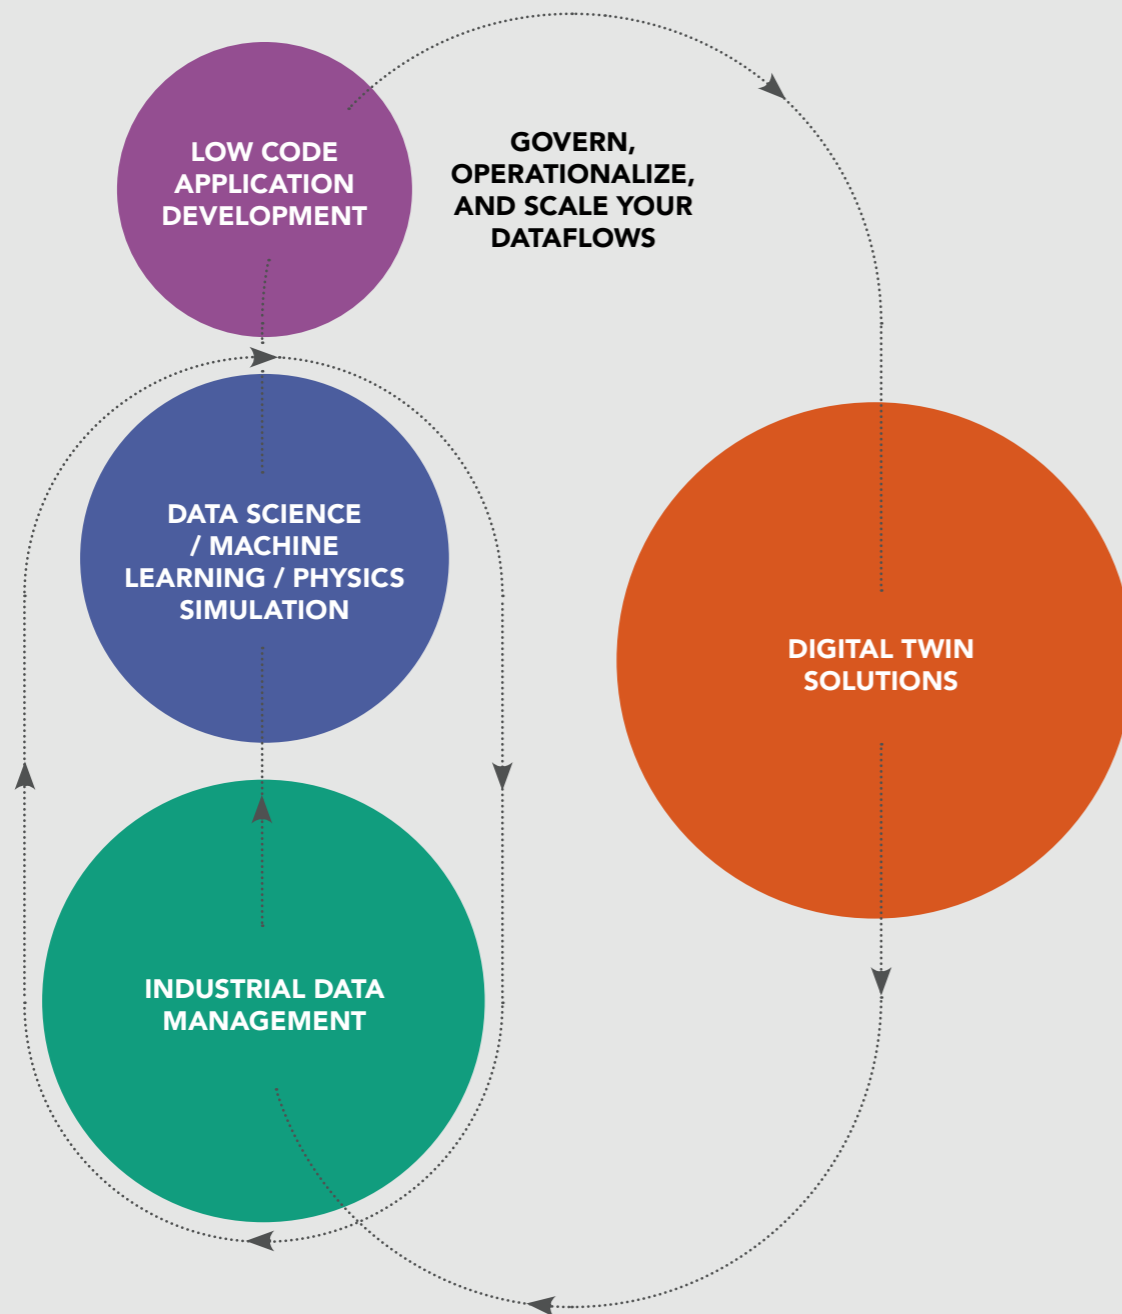 LOW CODE
APPLICATION
DEVELOPMENT
GOVERN,
OPERATIONALIZE,
AND SCALE YOUR
DATAFLOWS
DATA SCIENCE
/ MACHINE
LEARNING / PHYSICS
SIMULATION
DIGITAL TWIN
SOLUTIONS
INDUSTRIAL DATA
MANAGEMENT